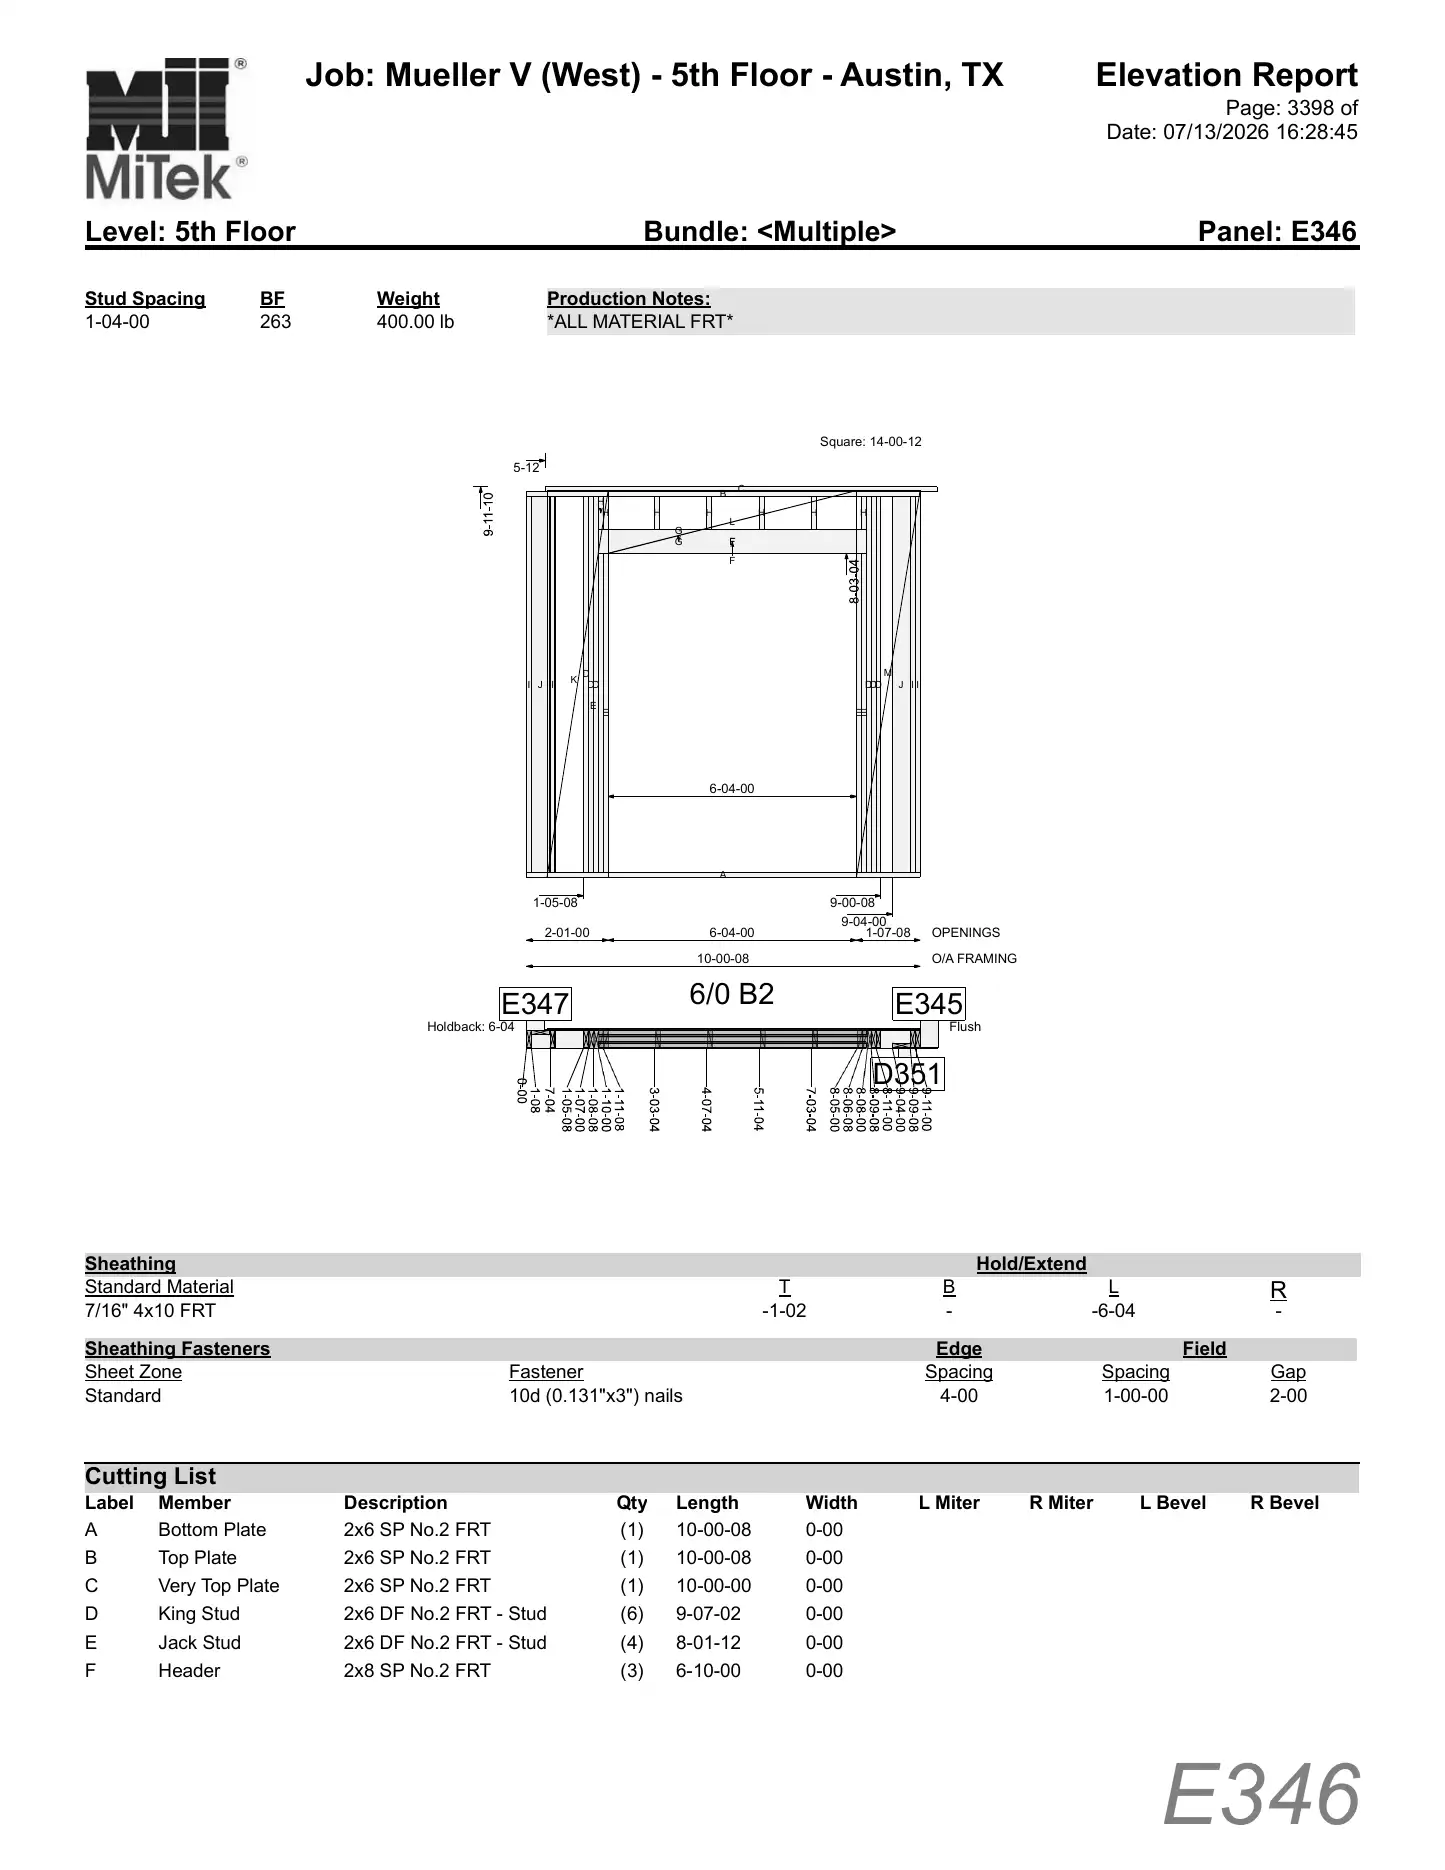 MiTek®
Job: Mueller V (West) - 5th Floor - Austin, TX
Elevation Report
Page: 3398 of
Date: 07/13/2026 16:28:45
Level: 5th Floor Bundle: <Multiple> Panel: E346
Stud Spacing BF Weight Production Notes:
1-04-00 263 400.00 lb *ALL MATERIAL FRT*
Square: 14-00-12
5-12
9-11-10
C
B
L
G
G
F
F
8-03-04
I J I K D E M J I I
6-04-00
A
1-05-08 9-00-08
9-04-00
2-01-00 6-04-00 1-07-08 OPENINGS
10-00-08 O/A FRAMING
E347 6/0 B2 E345
Holdback: 6-04 Flush
D351
0-00 1-08 7-04 1-05-08 1-07-00 1-08-08 1-10-00 1-11-08 3-03-04 4-07-04 5-11-04 7-03-04 8-05-00 8-06-08 8-08-00 8-09-08 8-11-00 9-04-00 9-09-08 9-11-00
Sheathing Hold/Extend
Standard Material T B L R
7/16" 4x10 FRT -1-02 - -6-04 -
Sheathing Fasteners Edge Field
Sheet Zone Fastener Spacing Spacing Gap
Standard 10d (0.131"x3") nails 4-00 1-00-00 2-00
Cutting List
Label Member Description Qty Length Width L Miter R Miter L Bevel R Bevel
A Bottom Plate 2x6 SP No.2 FRT (1) 10-00-08 0-00
B Top Plate 2x6 SP No.2 FRT (1) 10-00-08 0-00
C Very Top Plate 2x6 SP No.2 FRT (1) 10-00-00 0-00
D King Stud 2x6 DF No.2 FRT - Stud (6) 9-07-02 0-00
E Jack Stud 2x6 DF No.2 FRT - Stud (4) 8-01-12 0-00
F Header 2x8 SP No.2 FRT (3) 6-10-00 0-00
E346